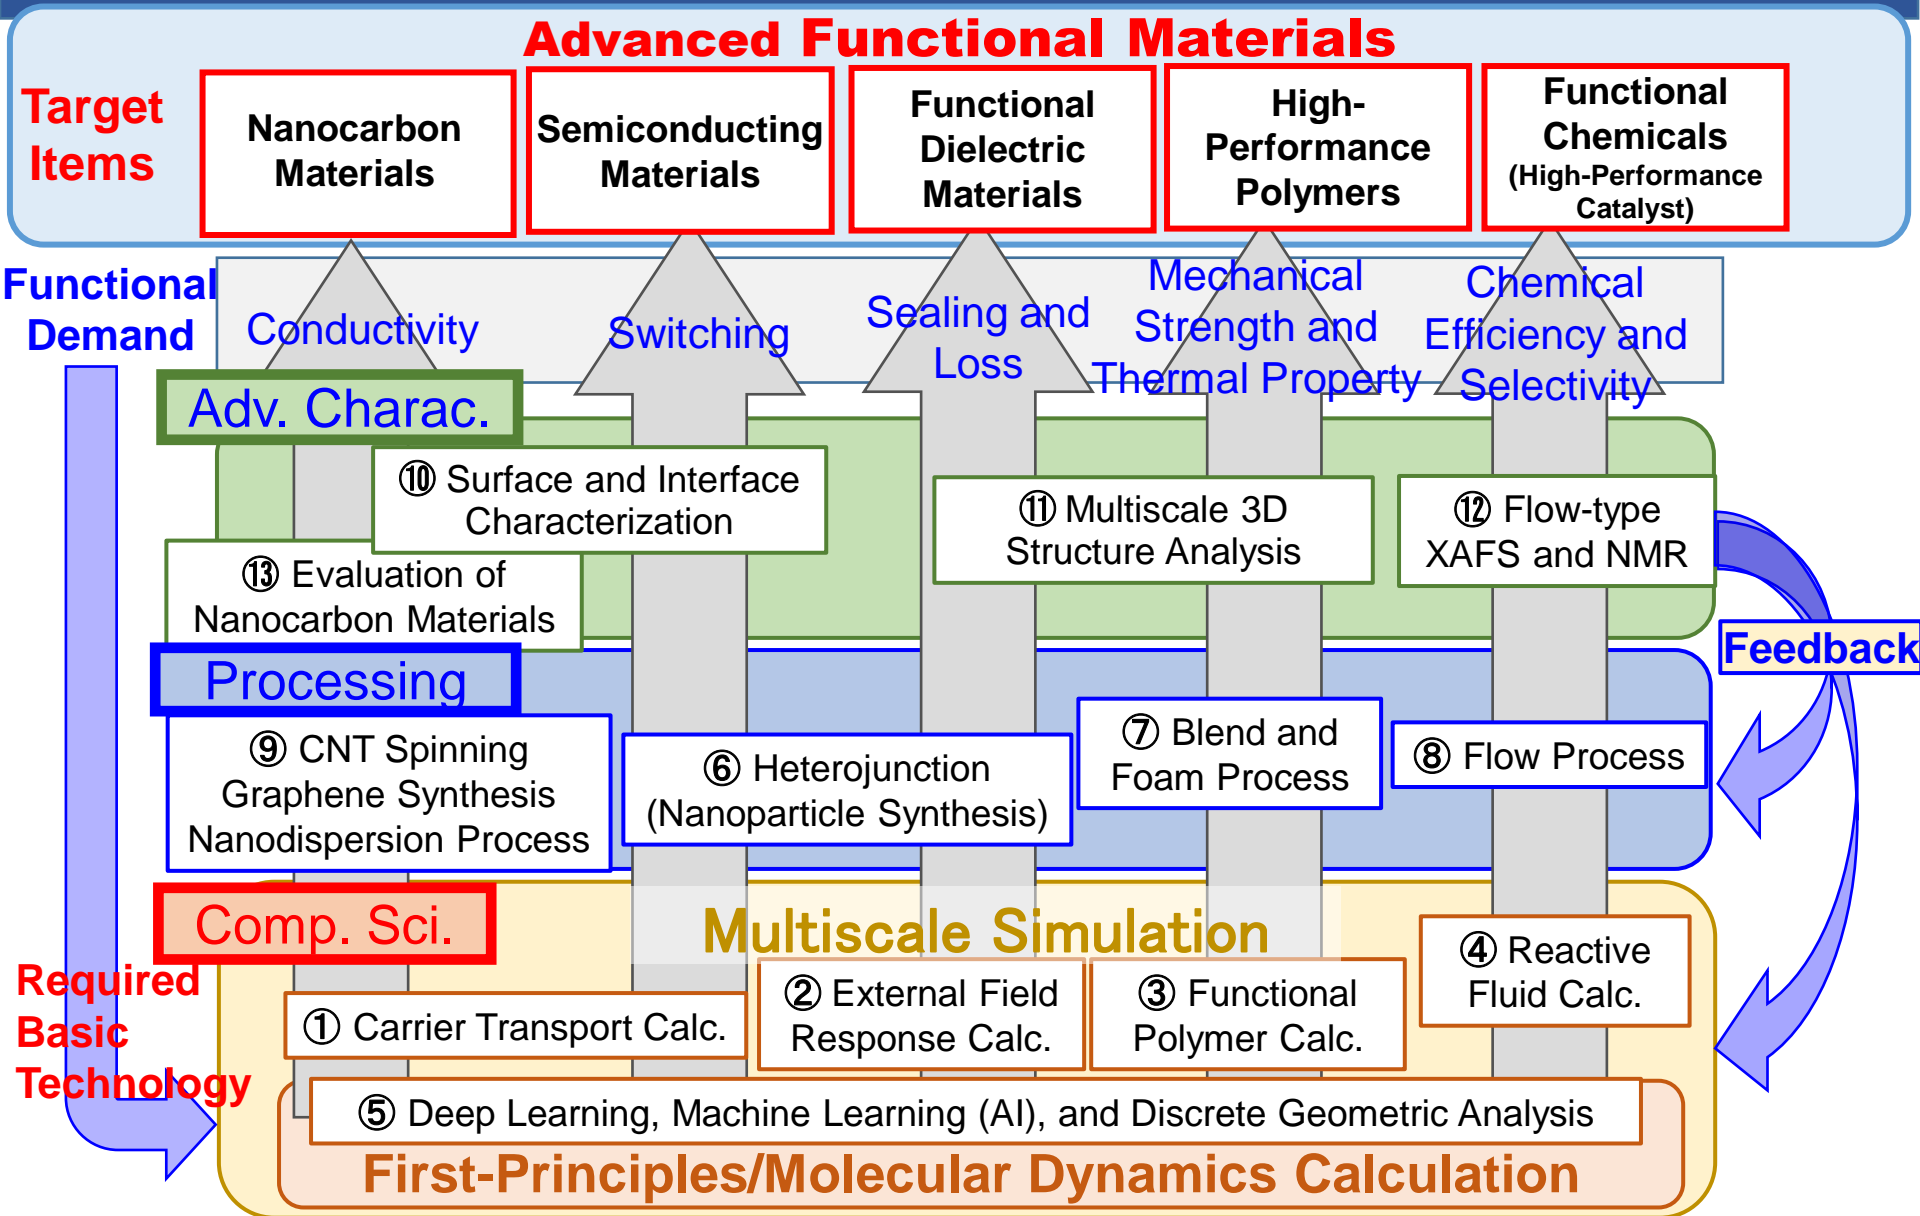 Advanced Functional Materials
Target
Items
Nanocarbon
Materials
Semiconducting
Materials
Functional
Dielectric
Materials
High-
Performance
Polymers
Functional
Chemicals
(High-Performance
Catalyst)
Functional
Demand
Conductivity
Switching
Sealing and
Loss
Mechanical
Strength and
Thermal Property
Chemical
Efficiency and
Selectivity
Adv. Charac.
⑩ Surface and Interface
Characterization
⑪ Multiscale 3D
Structure Analysis
⑫ Flow-type
XAFS and NMR
⑬ Evaluation of
Nanocarbon Materials
Feedback
Processing
⑨ CNT Spinning
Graphene Synthesis
Nanodispersion Process
⑥ Heterojunction
(Nanoparticle Synthesis)
⑦ Blend and
Foam Process
⑧ Flow Process
Comp. Sci.
Multiscale Simulation
Required
Basic
Technology
① Carrier Transport Calc.
② External Field
Response Calc.
③ Functional
Polymer Calc.
④ Reactive
Fluid Calc.
⑤ Deep Learning, Machine Learning (AI), and Discrete Geometric Analysis
First-Principles/Molecular Dynamics Calculation